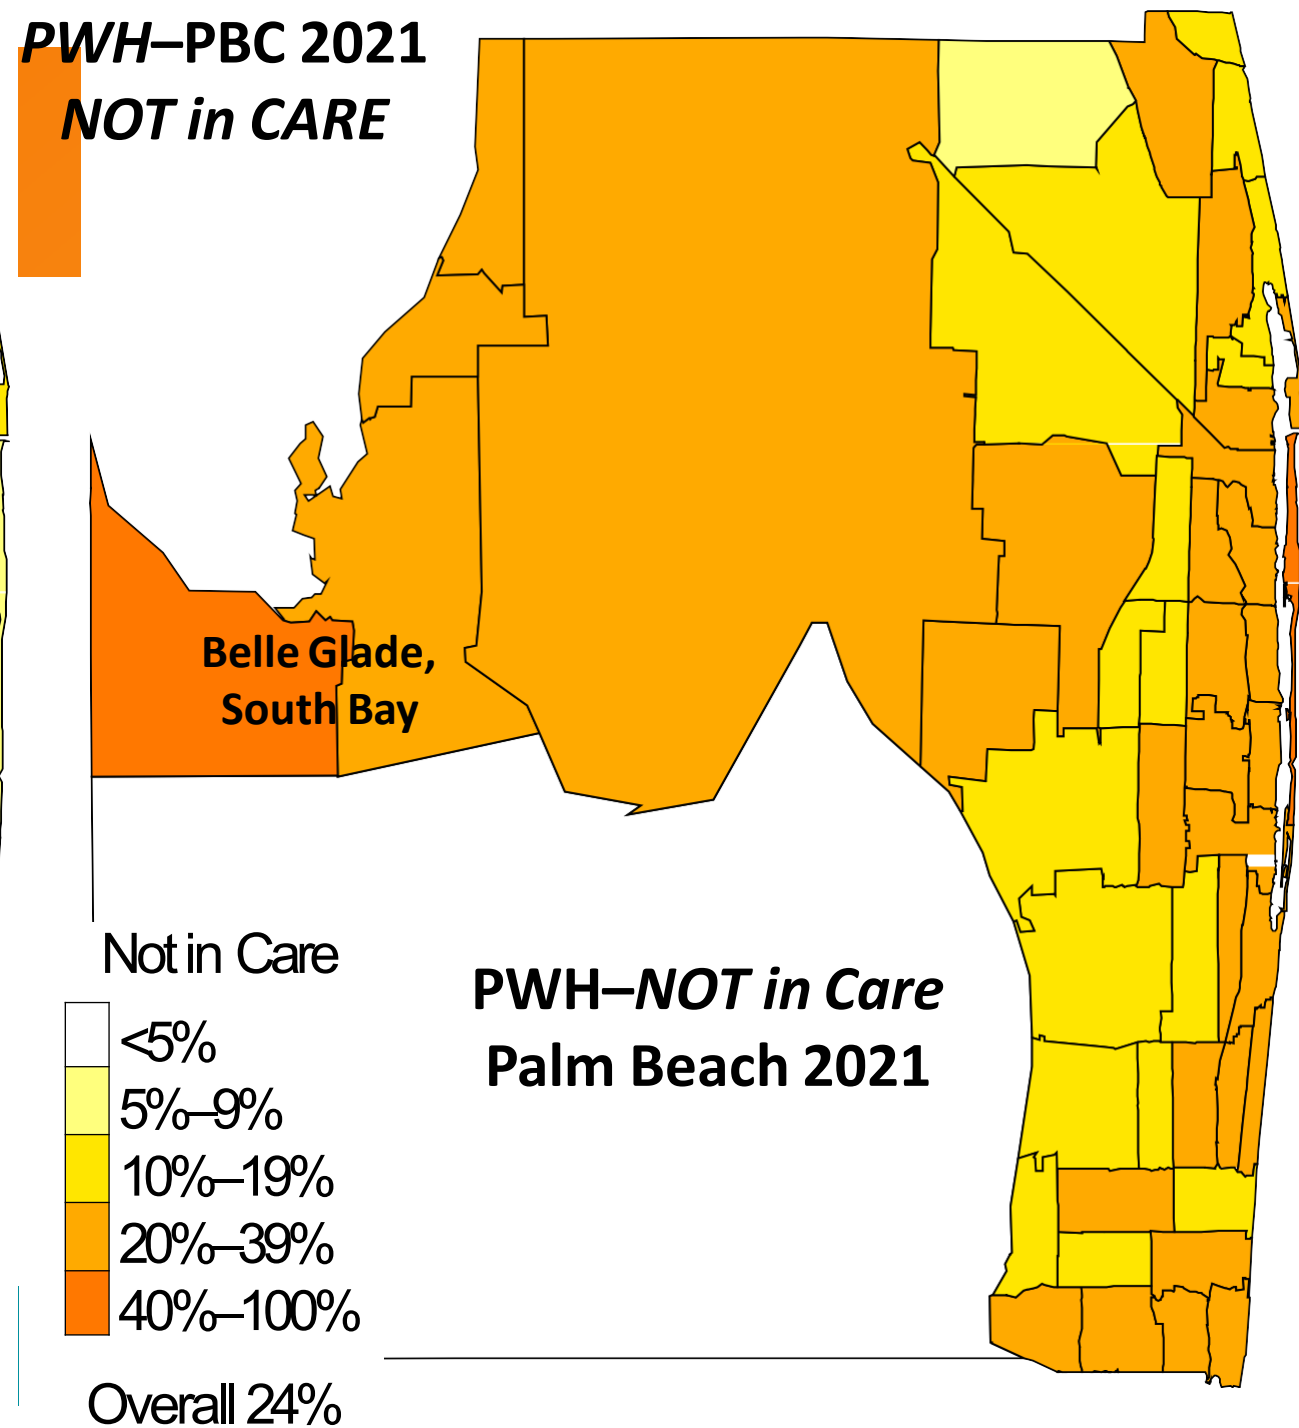 PWH–PBC 2021
NOT in CARE
Belle Glade,
South Bay
Not in Care
<5%
5%–9%
10%–19%
20%–39%
40%–100%
Overall 24%
PWH–NOT in Care
Palm Beach 2021